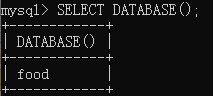 mysql> SELECT DATABASE();
+------------+
| DATABASE() |
+------------+
| food       |
+------------+